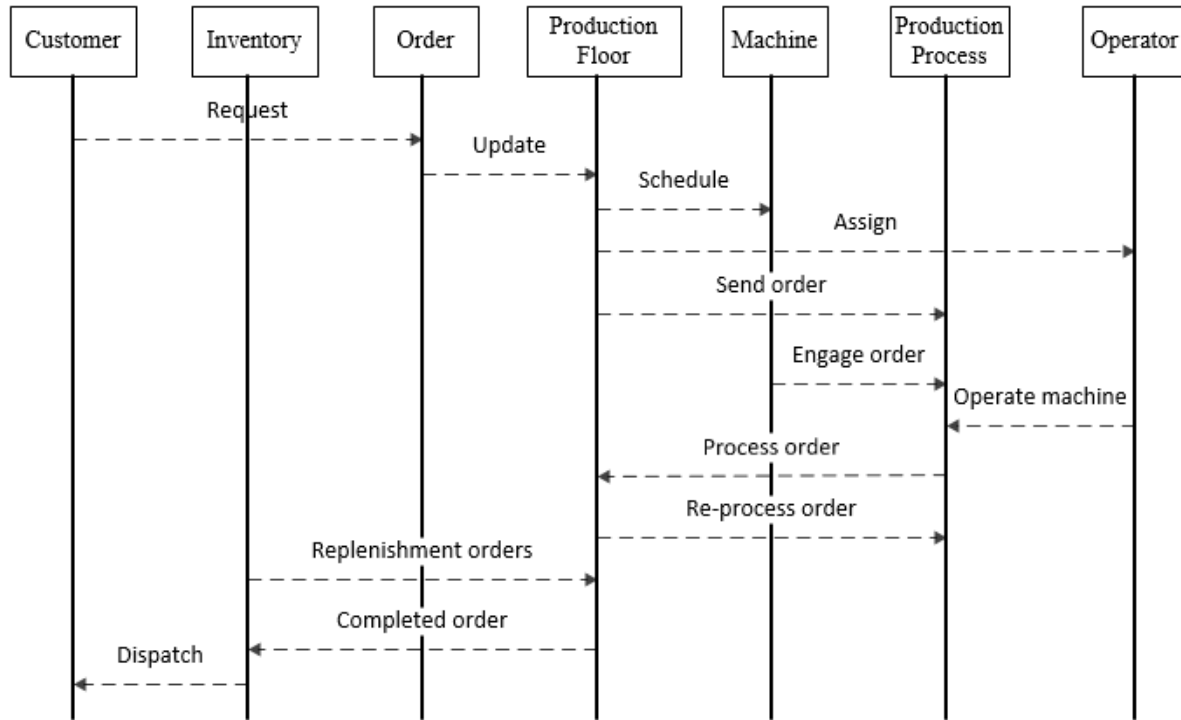 Customer
Inventory
Order
Production
Floor
Machine
Production
Process
Operator
Request
Update
Schedule
Assign
Send order
Engage order
Operate machine
Process order
Re-process order
Replenishment orders
Completed order
Dispatch